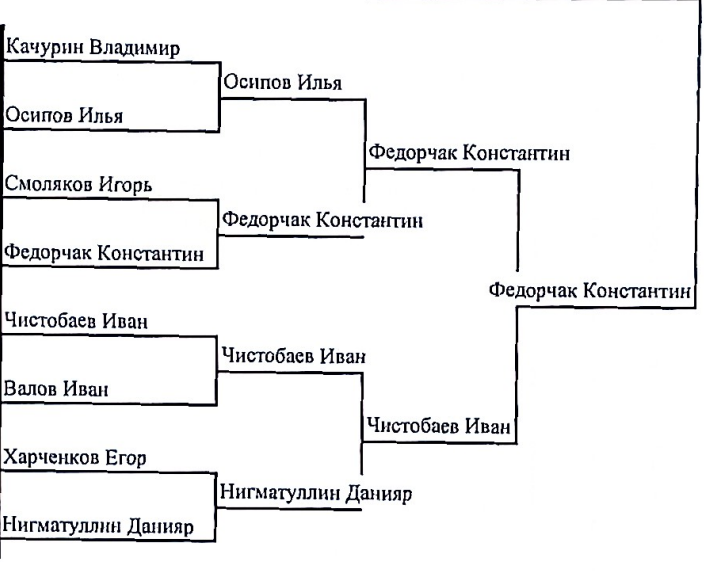 Качурин Владимир
Осипов Илья
Осипов Илья
Федорчак Константин
Смоляков Игорь
Федорчак Константин
Федорчак Константин
Федорчак Константин
Чистобаев Иван
Чистобаев Иван
Валов Иван
Чистобаев Иван
Харченков Егор
Нигматуллин Данияр
Нигматуллин Данияр